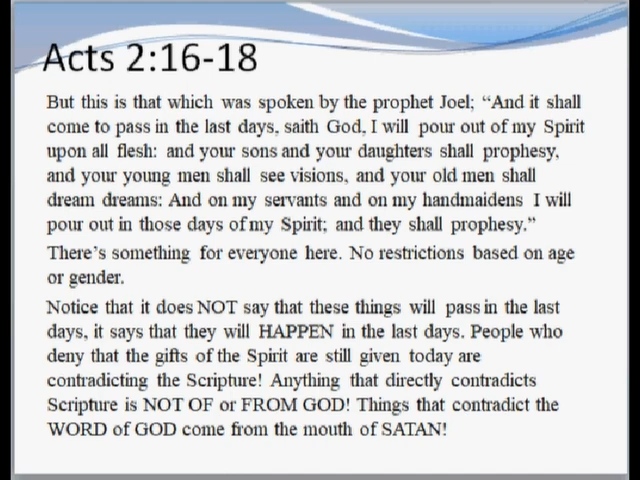 Acts 2:16-18
But this is that which was spoken by the prophet Joel; “And it shall
come to pass in the last days, saith God, I will pour out of my Spirit
upon all flesh: and your sons and your daughters shall prophesy,
and your young men shall see visions, and your old men shall
dream dreams: And on my servants and on my handmaidens I will
pour out in those days of my Spirit; and they shall prophesy.”
There’s something for everyone here. No restrictions based on age
or gender.
Notice that it does NOT say that these things will pass in the last
days, it says that they will HAPPEN in the last days. People who
deny that the gifts of the Spirit are still given today are
contradicting the Scripture! Anything that directly contradicts
Scripture is NOT OF or FROM GOD! Things that contradict the
WORD of GOD come from the mouth of SATAN!